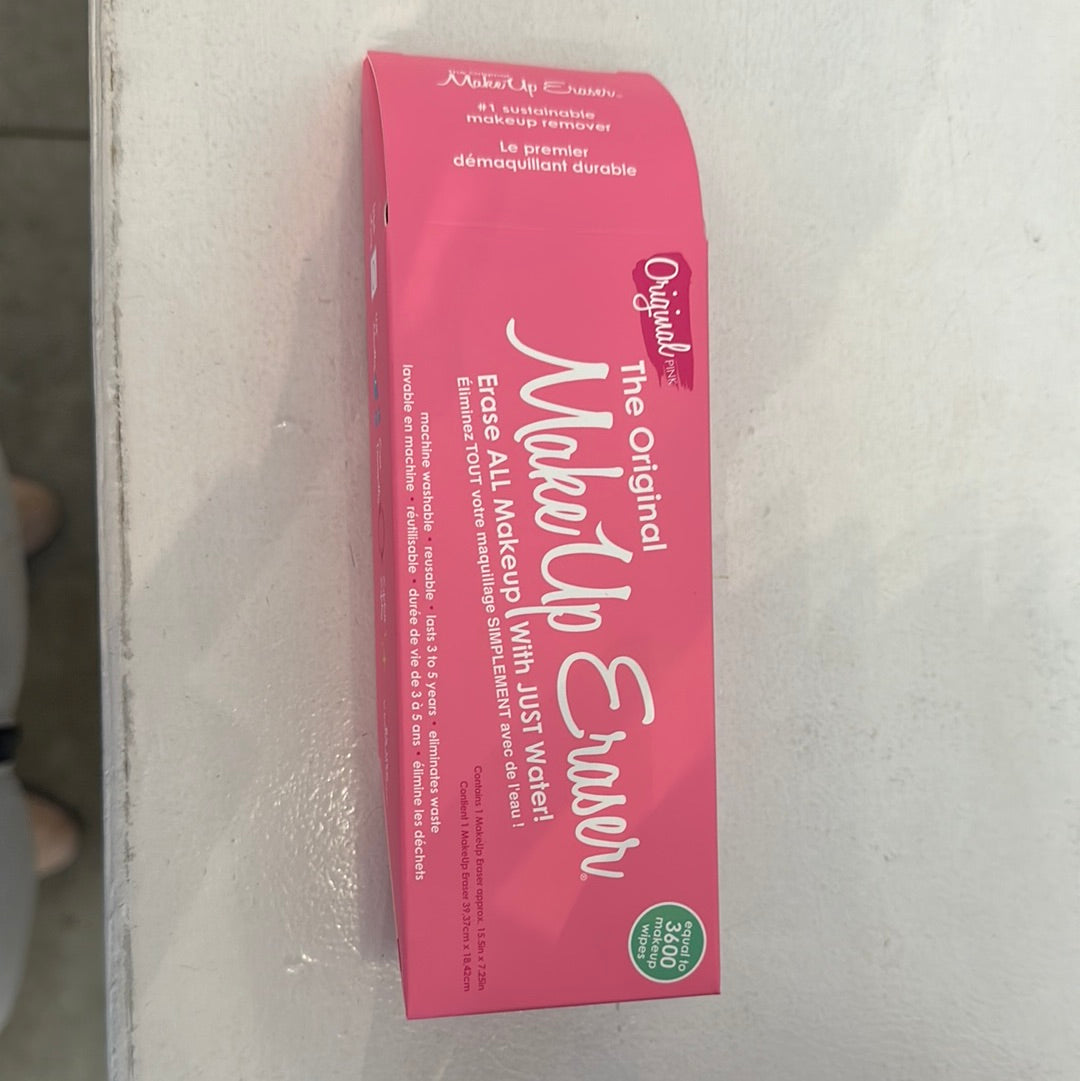 The Original
MakeUp Eraser
#1 sustainable
makeup remover
Le premier
démaquillant durable
Original
PINK
The Original
MakeUp Eraser®
Erase ALL Makeup | With JUST Water!
Éliminez TOUT votre maquillage SIMPLEMENT avec de l'eau !
machine washable • reusable • lasts 3 to 5 years • eliminates waste
lavable en machine • réutilisable • durée de vie de 3 à 5 ans • élimine les déchets
Contains 1 MakeUp Eraser approx. 15.5in x 7.25in
Contient 1 MakeUp Eraser 39,37cm x 18,42cm
equal to
3600
makeup
wipes